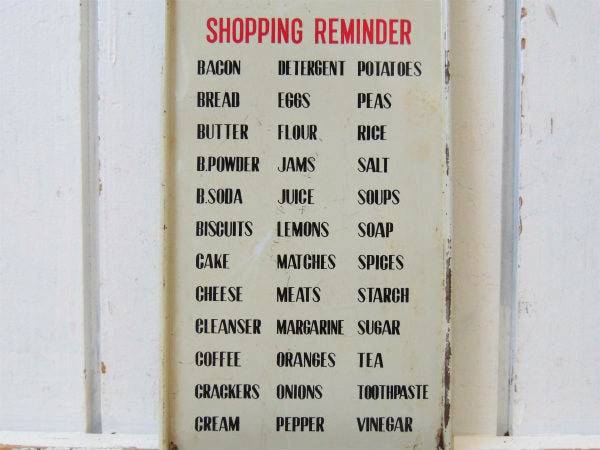 SHOPPING REMINDER
BACON DETERGENT POTATOES
BREAD EGGS PEAS
BUTTER FLOUR RICE
B.POWDER JAMS SALT
B.SODA JUICE SOUPS
BISCUITS LEMONS SOAP
CAKE MATCHES SPICES
CHEESE MEATS STARCH
CLEANSER MARGARINE SUGAR
COFFEE ORANGES TEA
CRACKERS ONIONS TOOTHPASTE
CREAM PEPPER VINEGAR